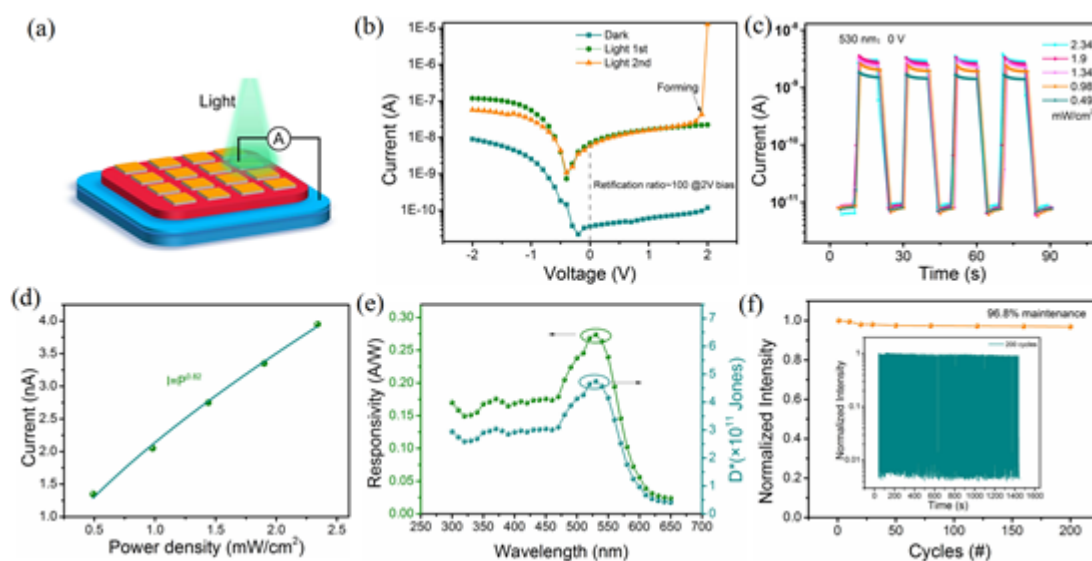 (a)
Light
A
(b)
Current (A)
1E-5
1E-6
1E-7
1E-8
1E-9
1E-10
Dark
Light 1st
Light 2nd
Forming
Retification ratio~100 @2V bias
-2
-1
0
1
2
Voltage (V)
(c)
Current (A)
10⁻⁸
10⁻⁹
10⁻¹⁰
10⁻¹¹
530 nm; 0 V
2.34
1.9
1.34
0.98
0.49
mW/cm²
0
30
60
90
Time (s)
(d)
Current (nA)
4.0
3.5
3.0
2.5
2.0
1.5
1.0
I=P⁰·⁸²
0.0
0.5
1.0
1.5
2.0
2.5
Power density (mW/cm²)
(e)
Responsivity (A/W)
0.30
0.25
0.20
0.15
0.10
0.05
0.00
250
300
350
400
450
500
550
600
650
700
Wavelength (nm)
7
6
5
4
3
2
1
0
D*(×10¹¹ Jones)
(f)
Normalized Intensity
1.0
0.8
0.6
0.4
0.2
0.0
96.8% maintenance
200 cycles
Normalized Intensity
1
0.1
0.01
0
200
400
600
800
1000
1200
1400
1600
Time (s)
0
50
100
150
200
Cycles (#)